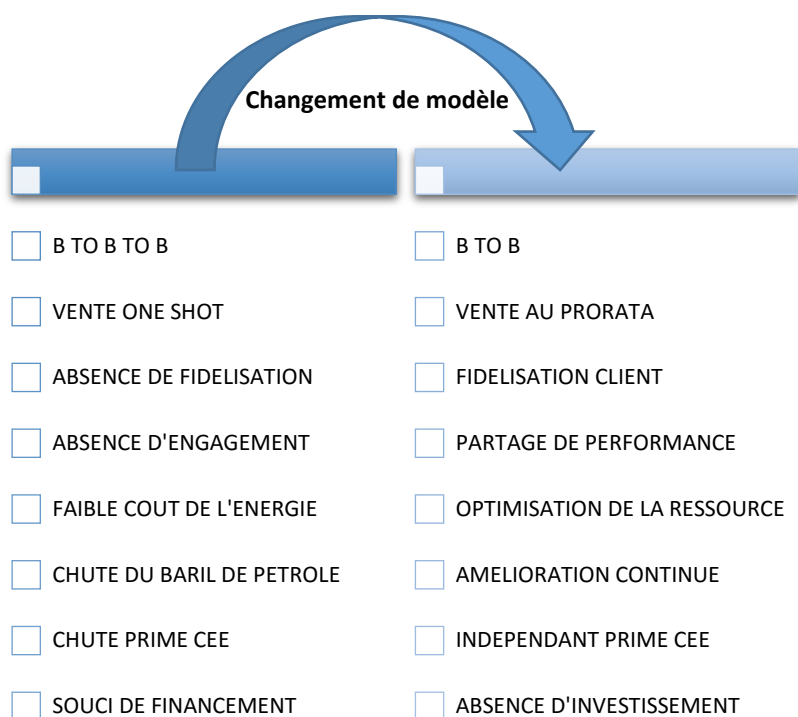 Changement de modèle
B TO B TO B
VENTE ONE SHOT
ABSENCE DE FIDELISATION
ABSENCE D'ENGAGEMENT
FAIBLE COUT DE L'ENERGIE
CHUTE DU BARIL DE PETROLE
CHUTE PRIME CEE
SOUCI DE FINANCEMENT
B TO B
VENTE AU PRORATA
FIDELISATION CLIENT
PARTAGE DE PERFORMANCE
OPTIMISATION DE LA RESSOURCE
AMELIORATION CONTINUE
INDEPENDANT PRIME CEE
ABSENCE D'INVESTISSEMENT